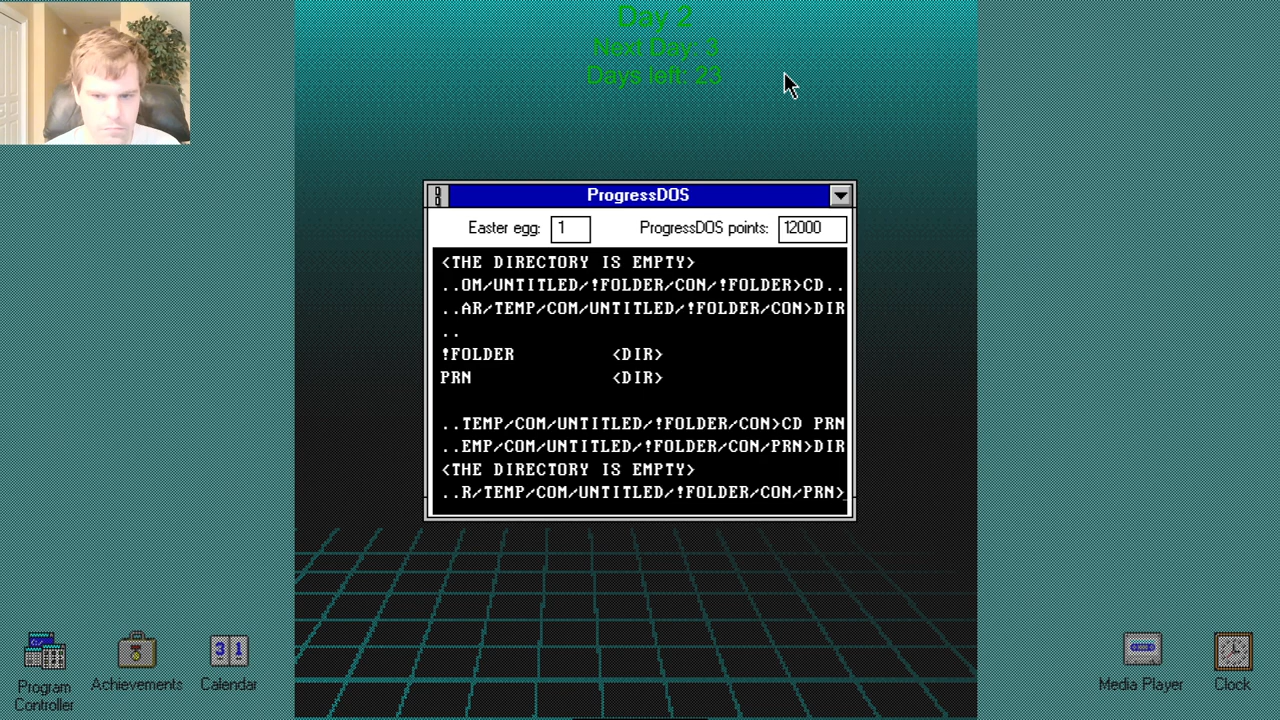 Day 2
Next Day: 3
Days left: 23
ProgressDOS
Easter egg: 1 ProgressDOS points: 12000
<THE DIRECTORY IS EMPTY>
..OM/UNTITLED/!FOLDER/CON/!FOLDER>CD..
..AR/TEMP/COM/UNTITLED/!FOLDER/CON>DIR
..
!FOLDER <DIR>
PRN <DIR>
..TEMP/COM/UNTITLED/!FOLDER/CON>CD PRN
..EMP/COM/UNTITLED/!FOLDER/CON/PRN>DIR
<THE DIRECTORY IS EMPTY>
..R/TEMP/COM/UNTITLED/!FOLDER/CON/PRN>_
31
Program Controller
Achievements
Calendar
Media Player
Clock